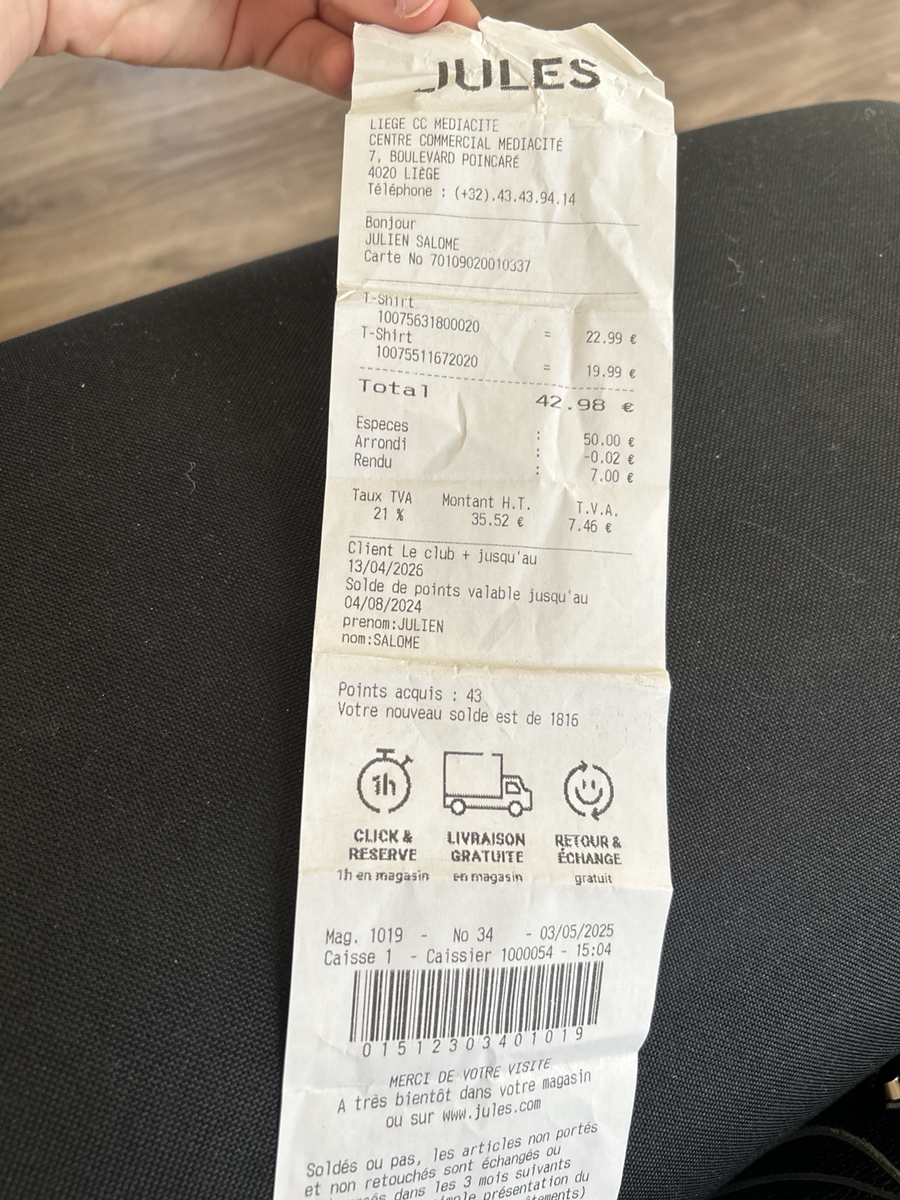 JULES
LIEGE CC MEDIACITE
CENTRE COMMERCIAL MEDIACITÉ
7, BOULEVARD POINCARÉ
4020 LIÈGE
Téléphone : (+32).43.43.94.14
Bonjour
JULIEN SALOME
Carte No 70109020010337
T-Shirt
10075631800020 = 22.99 €
T-Shirt
10075511672020 = 19.99 €
Total 42.98 €
Especes : 50.00 €
Arrondi : -0.02 €
Rendu : 7.00 €
Taux TVA Montant H.T. T.V.A.
21 % 35.52 € 7.46 €
Client Le club + jusqu'au
13/04/2026
Solde de points valable jusqu'au
04/08/2024
prenom:JULIEN
nom:SALOME
Points acquis : 43
Votre nouveau solde est de 1816
1h
CLICK & RESERVE 1h en magasin
LIVRAISON GRATUITE en magasin
RETOUR & ÉCHANGE gratuit
Mag. 1019 - No 34 - 03/05/2025
Caisse 1 - Caissier 1000054 - 15:04
01512303401019
MERCI DE VOTRE VISITE
A très bientôt dans votre magasin
ou sur www.jules.com
Soldés ou pas, les articles non portés
et non retouchés sont échangés ou
dans les 3 mois suivants
présentation du